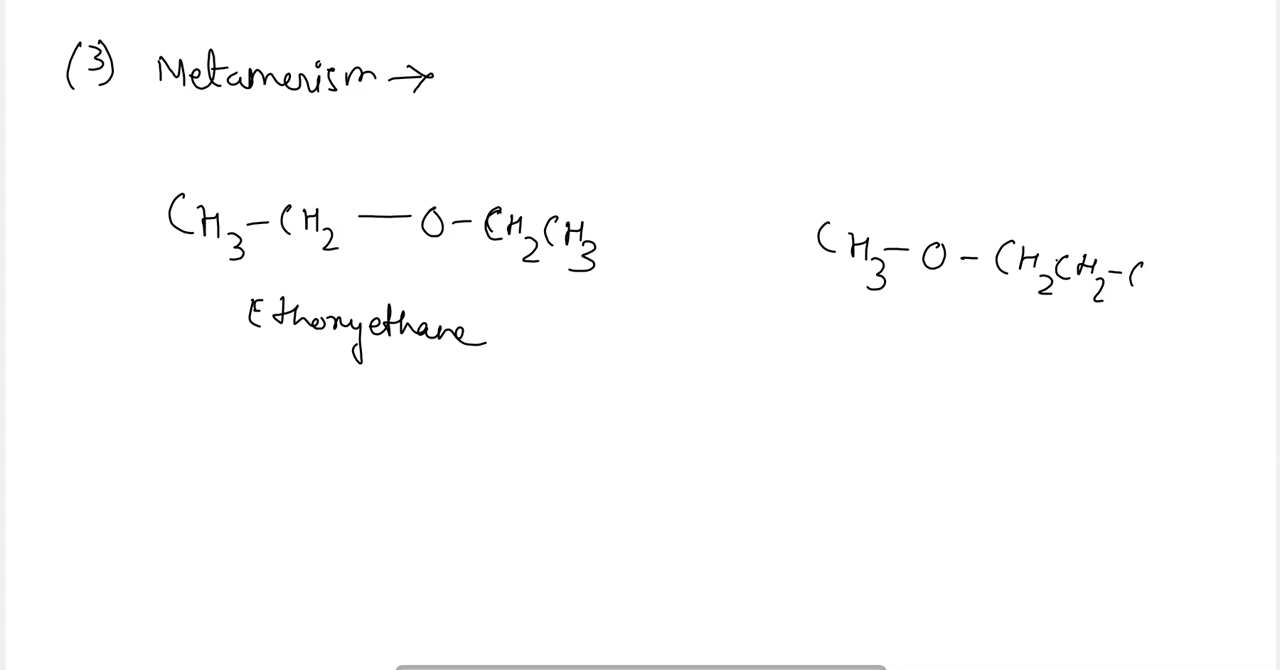 (3) Metamerism →
CH₃-CH₂ — O-CH₂CH₃
CH₃-O-CH₂CH₂-C
Ethoxyethane